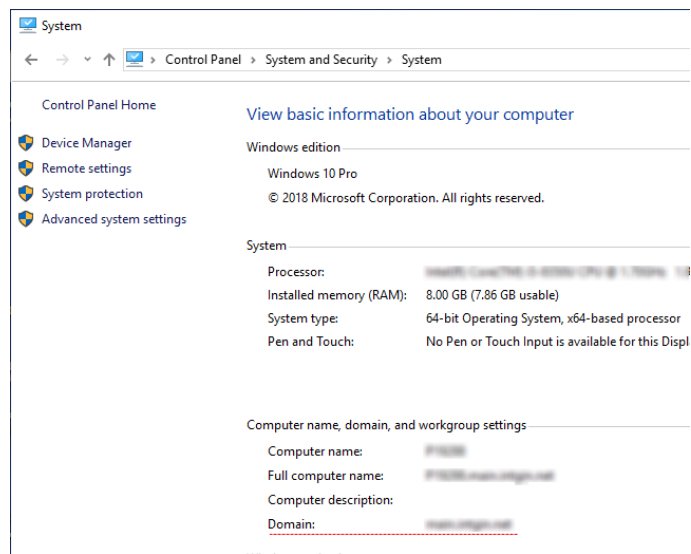 System
Control Panel › System and Security › System
Control Panel Home
Device Manager
Remote settings
System protection
Advanced system settings
View basic information about your computer
Windows edition
Windows 10 Pro
© 2018 Microsoft Corporation. All rights reserved.
System
Processor:
Installed memory (RAM): 8.00 GB (7.86 GB usable)
System type: 64-bit Operating System, x64-based processor
Pen and Touch: No Pen or Touch Input is available for this Displ
Computer name, domain, and workgroup settings
Computer name:
Full computer name:
Computer description:
Domain: